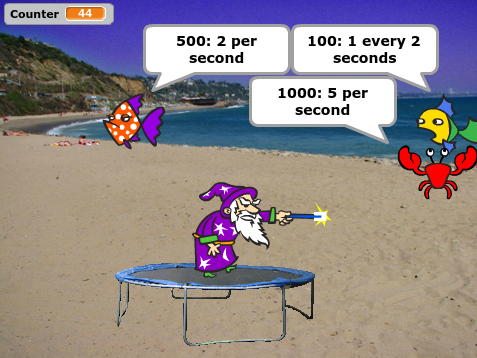 Counter 44
500: 2 per
second
100: 1 every 2
seconds
1000: 5 per
second